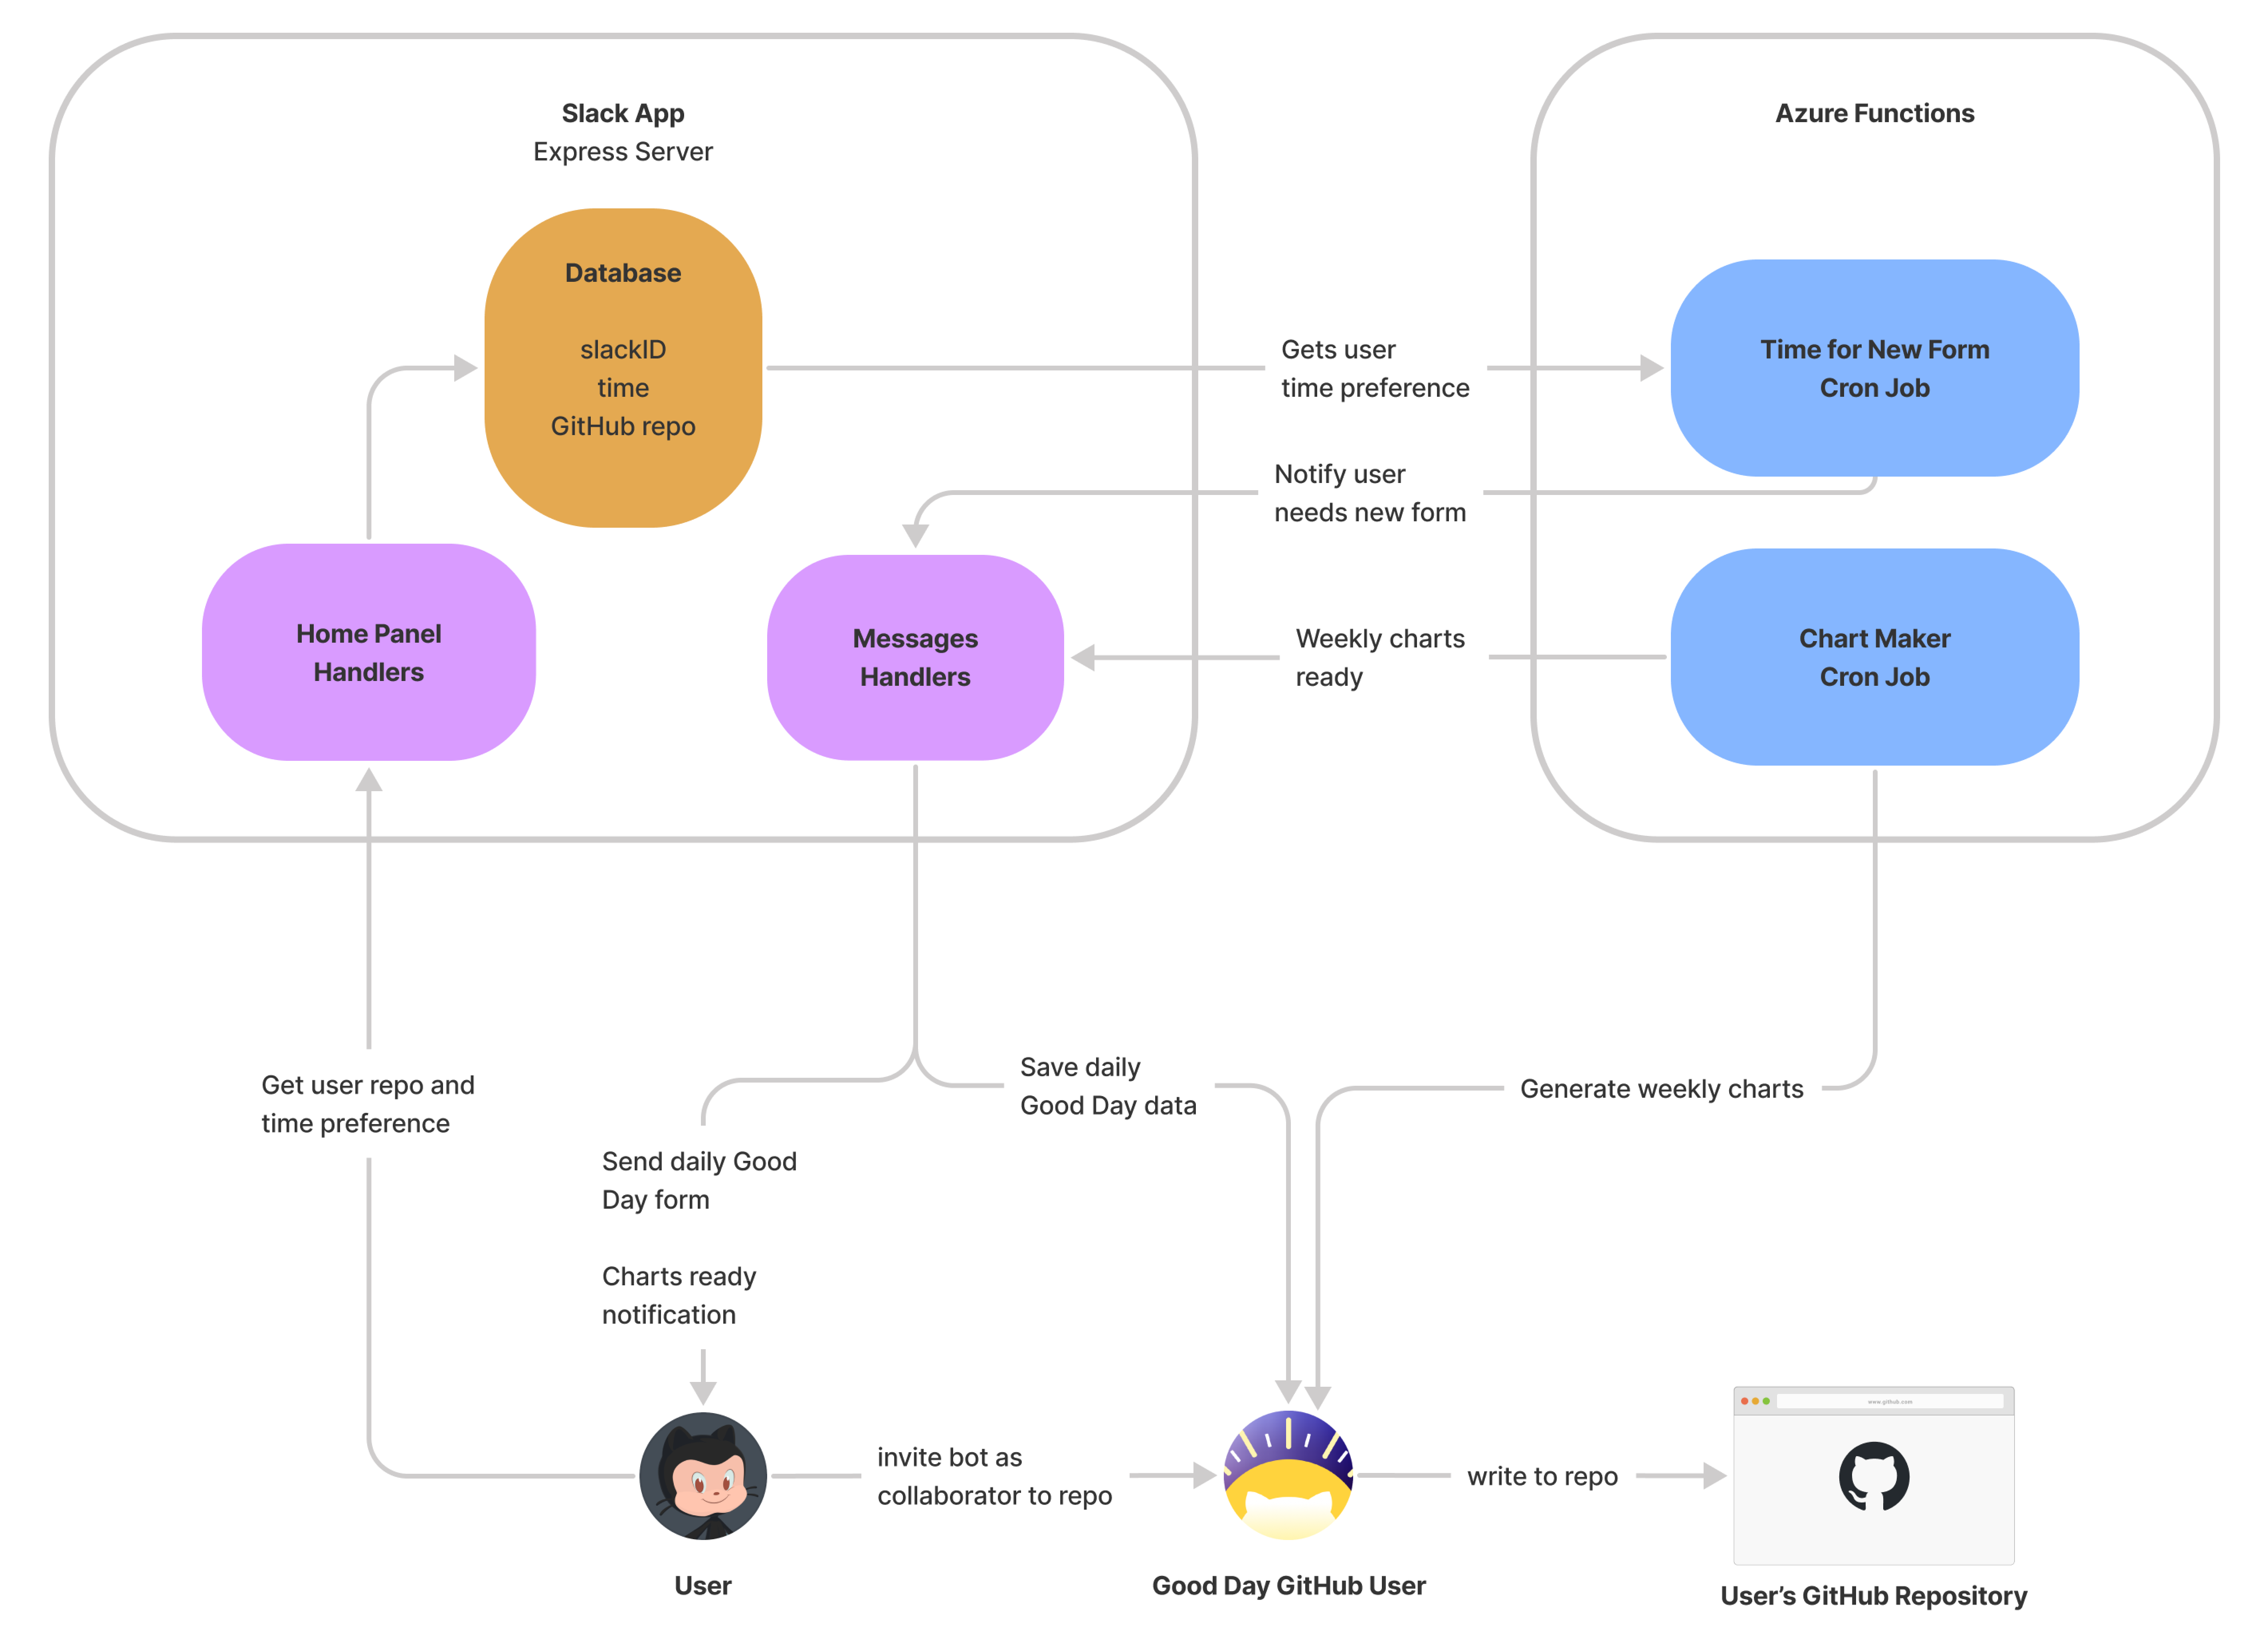 Slack App
Express Server
Azure Functions
Database
slackID
time
GitHub repo
Gets user
time preference
Time for New Form
Cron Job
Notify user
needs new form
Home Panel
Handlers
Messages
Handlers
Weekly charts
ready
Chart Maker
Cron Job
Get user repo and
time preference
Send daily Good
Day form
Charts ready
notification
Save daily
Good Day data
Generate weekly charts
www.github.com
invite bot as
collaborator to repo
write to repo
User
Good Day GitHub User
User’s GitHub Repository